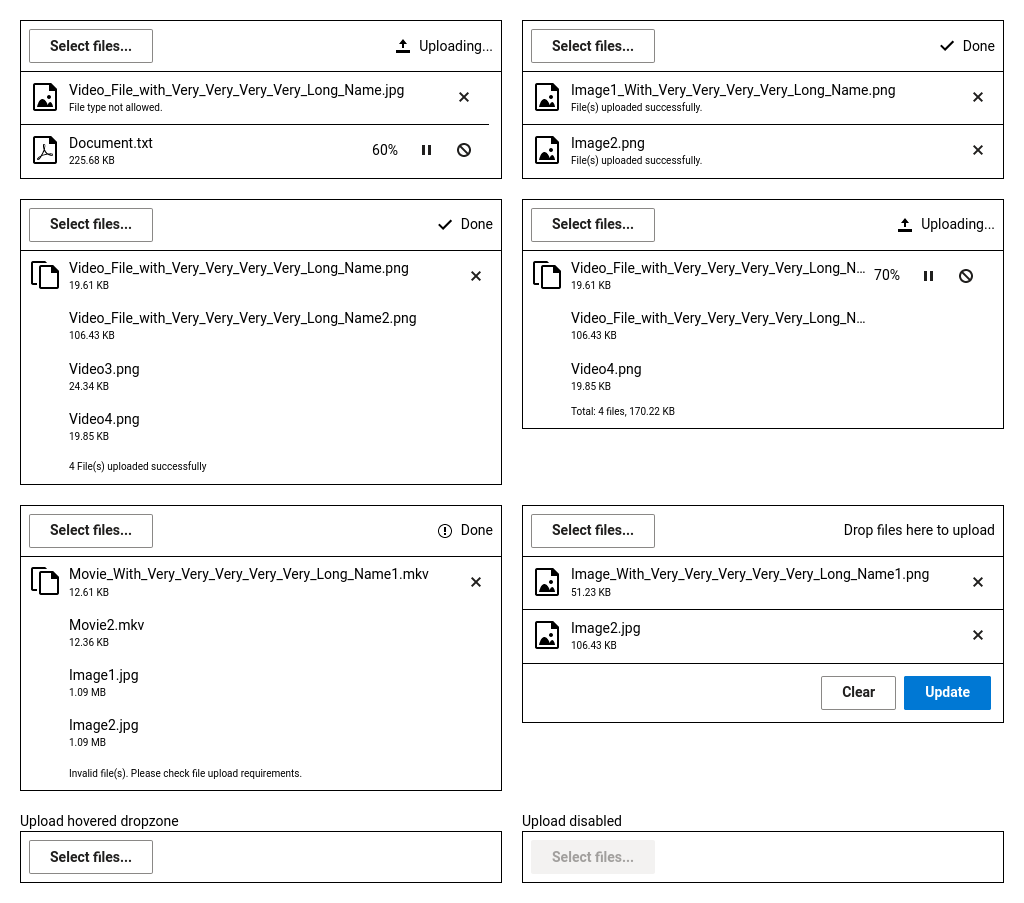 Select files...
Uploading...
Video_File_with_Very_Very_Very_Very_Long_Name.jpg
File type not allowed.
Document.txt
225.68 KB
60%
Select files...
Done
Image1_With_Very_Very_Very_Very_Long_Name.png
File(s) uploaded successfully.
Image2.png
File(s) uploaded successfully.
Select files...
Done
Video_File_with_Very_Very_Very_Very_Long_Name.png
19.61 KB
Video_File_with_Very_Very_Very_Very_Long_Name2.png
106.43 KB
Video3.png
24.34 KB
Video4.png
19.85 KB
4 File(s) uploaded successfully
Select files...
Uploading...
Video_File_with_Very_Very_Very_Very_Long_N...
70%
19.61 KB
Video_File_with_Very_Very_Very_Very_Long_N...
106.43 KB
Video4.png
19.85 KB
Total: 4 files, 170.22 KB
Select files...
Done
Movie_With_Very_Very_Very_Very_Very_Long_Name1.mkv
12.61 KB
Movie2.mkv
12.36 KB
Image1.jpg
1.09 MB
Image2.jpg
1.09 MB
Invalid file(s). Please check file upload requirements.
Select files...
Drop files here to upload
Image_With_Very_Very_Very_Very_Very_Long_Name1.png
51.23 KB
Image2.jpg
106.43 KB
Clear
Update
Upload hovered dropzone
Select files...
Upload disabled
Select files...